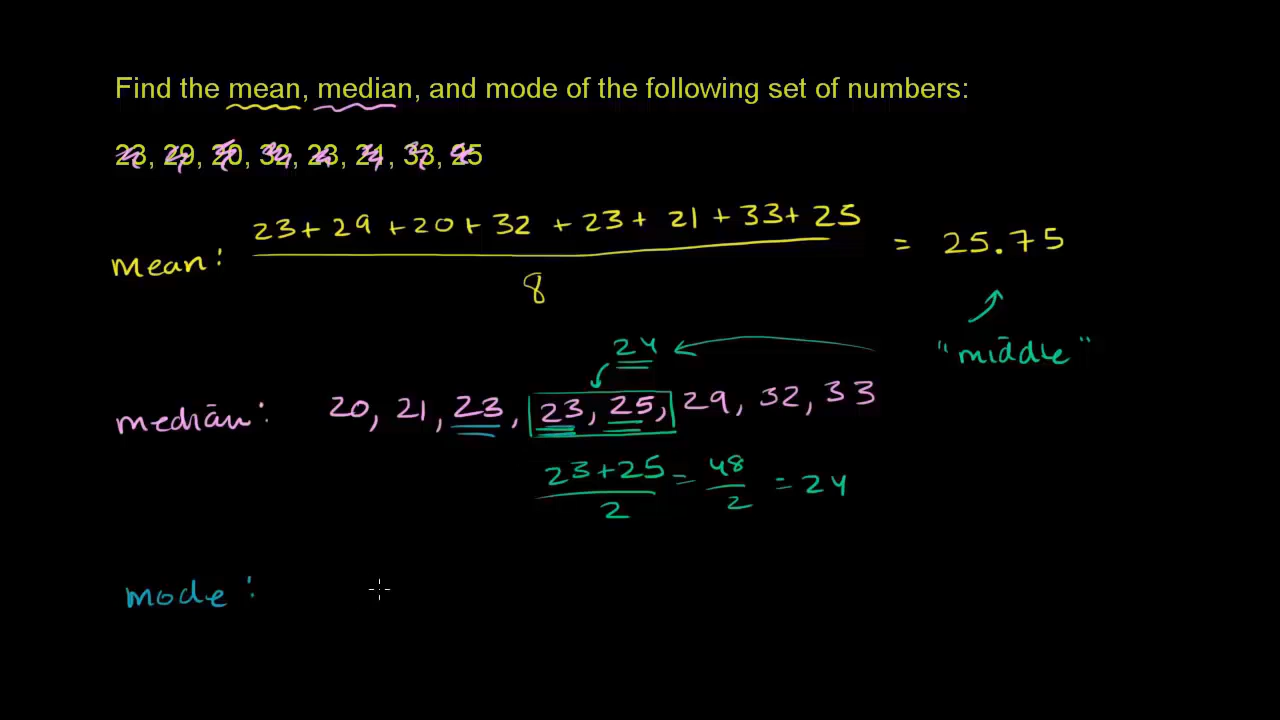 Find the mean, median, and mode of the following set of numbers:
23, 29, 20, 32, 23, 21, 33, 25
mean: 23 + 29 + 20 + 32 + 23 + 21 + 33 + 25 / 8 = 25.75
"middle"
24
median: 20, 21, 23, 23, 25, 29, 32, 33
23+25 / 2 = 48 / 2 = 24
mode: